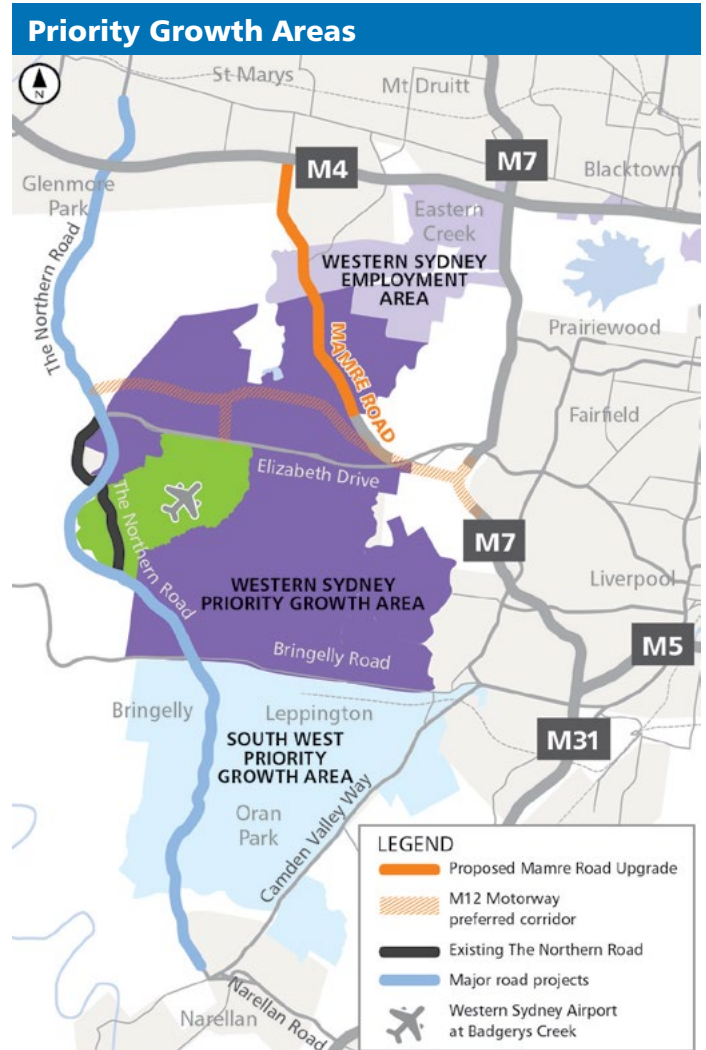 Priority Growth Areas
N
St Marys
Mt Druitt
M4
M7
Blacktown
Glenmore
Park
Eastern
Creek
The Northern Road
WESTERN SYDNEY
EMPLOYMENT
AREA
MAMRE ROAD
Prairiewood
Fairfield
Elizabeth Drive
The Northern Road
M7
WESTERN SYDNEY
PRIORITY GROWTH AREA
Liverpool
Bringelly Road
M5
Bringelly
Leppington
M31
SOUTH WEST
PRIORITY
GROWTH AREA
Oran
Park
Camden Valley Way
Narellan Road
Narellan
LEGEND
Proposed Mamre Road Upgrade
M12 Motorway
preferred corridor
Existing The Northern Road
Major road projects
Western Sydney Airport
at Badgerys Creek